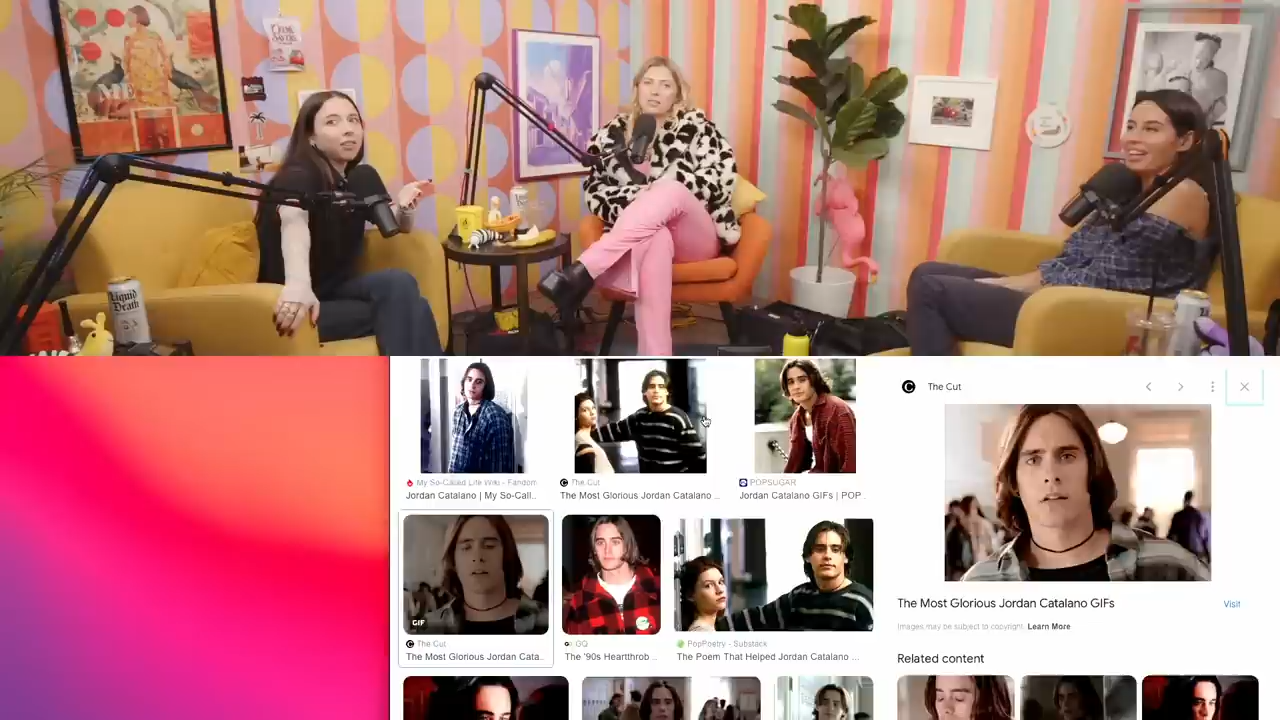 ME
Liquid
Death
My So-Called Life Wiki - Fandom
Jordan Catalano | My So-Call...
The Cut
The Most Glorious Jordan Catalano ...
POPSUGAR
Jordan Catalano GIFs | POP
GIF
The Cut
The Most Glorious Jordan Cata...
GQ
The '90s Heartthrob ...
PopPoetry - Substack
The Poem That Helped Jordan Catalano ...
The Cut
The Most Glorious Jordan Catalano GIFs
Visit
Images may be subject to copyright. Learn More
Related content